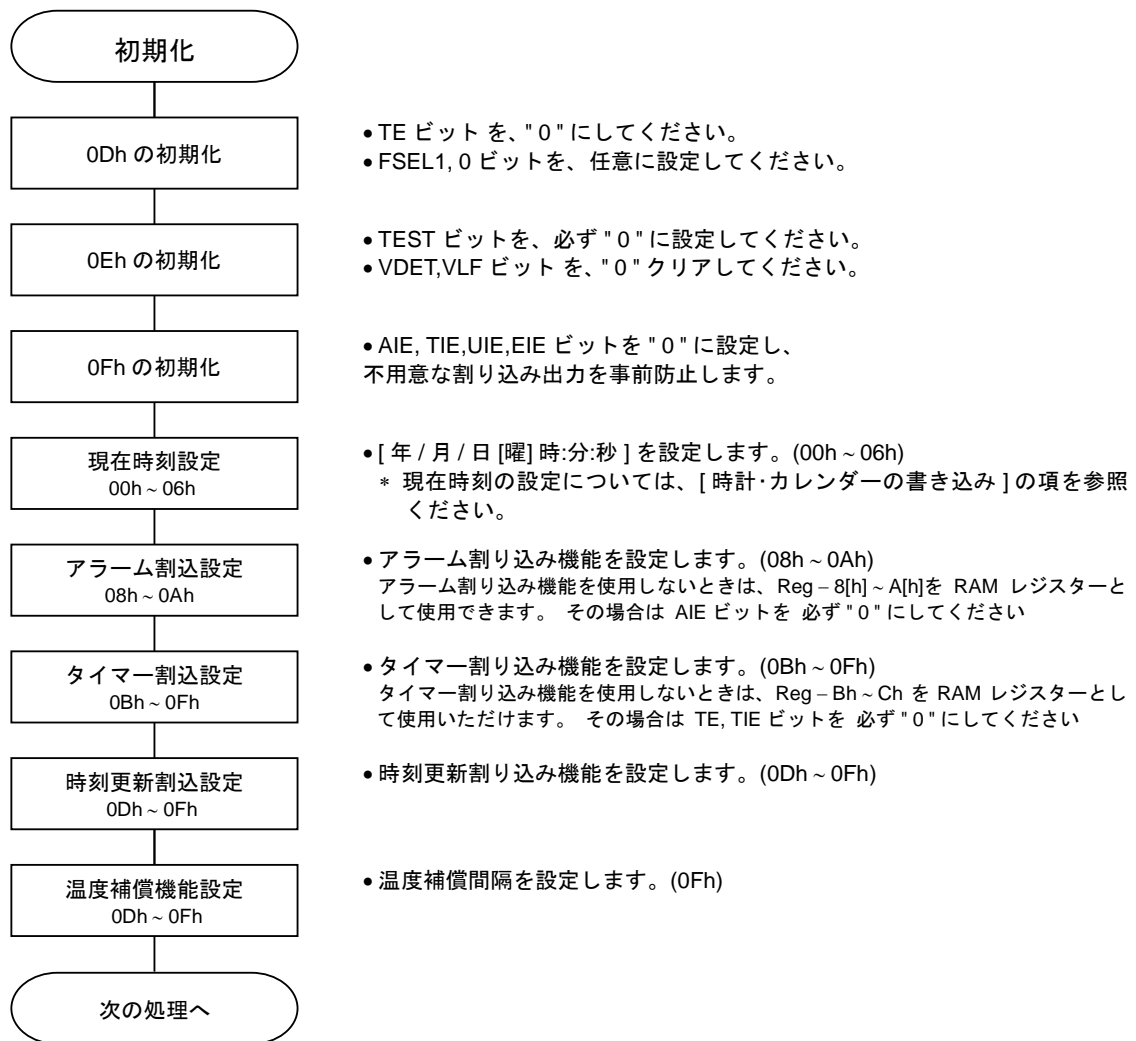 初期化
0Dh の初期化
• TE ビット を、" 0 " にしてください。
• FSEL1, 0 ビットを、任意に設定してください。
0Eh の初期化
• TEST ビットを、必ず " 0 " に設定してください。
• VDET,VLF ビット を、" 0 " クリアしてください。
0Fh の初期化
• AIE, TIE,UIE,EIE ビットを " 0 " に設定し、
不用意な割り込み出力を事前防止します。
現在時刻設定
00h ~ 06h
• [ 年 / 月 / 日 [曜] 時:分:秒 ] を設定します。(00h ~ 06h)
* 現在時刻の設定については、[ 時計･カレンダーの書き込み ] の項を参照
ください。
アラーム割込設定
08h ~ 0Ah
• アラーム割り込み機能を設定します。(08h ~ 0Ah)
アラーム割り込み機能を使用しないときは、Reg – 8[h] ~ A[h]を RAM レジスターと
して使用できます。 その場合は AIE ビットを 必ず " 0 " にしてください
タイマー割込設定
0Bh ~ 0Fh
• タイマー割り込み機能を設定します。(0Bh ~ 0Fh)
タイマー割り込み機能を使用しないときは、Reg – Bh ~ Ch を RAM レジスターとし
て使用いただけます。 その場合は TE, TIE ビットを 必ず " 0 " にしてください
時刻更新割込設定
0Dh ~ 0Fh
• 時刻更新割り込み機能を設定します。(0Dh ~ 0Fh)
温度補償機能設定
0Dh ~ 0Fh
• 温度補償間隔を設定します。(0Fh)
次の処理へ